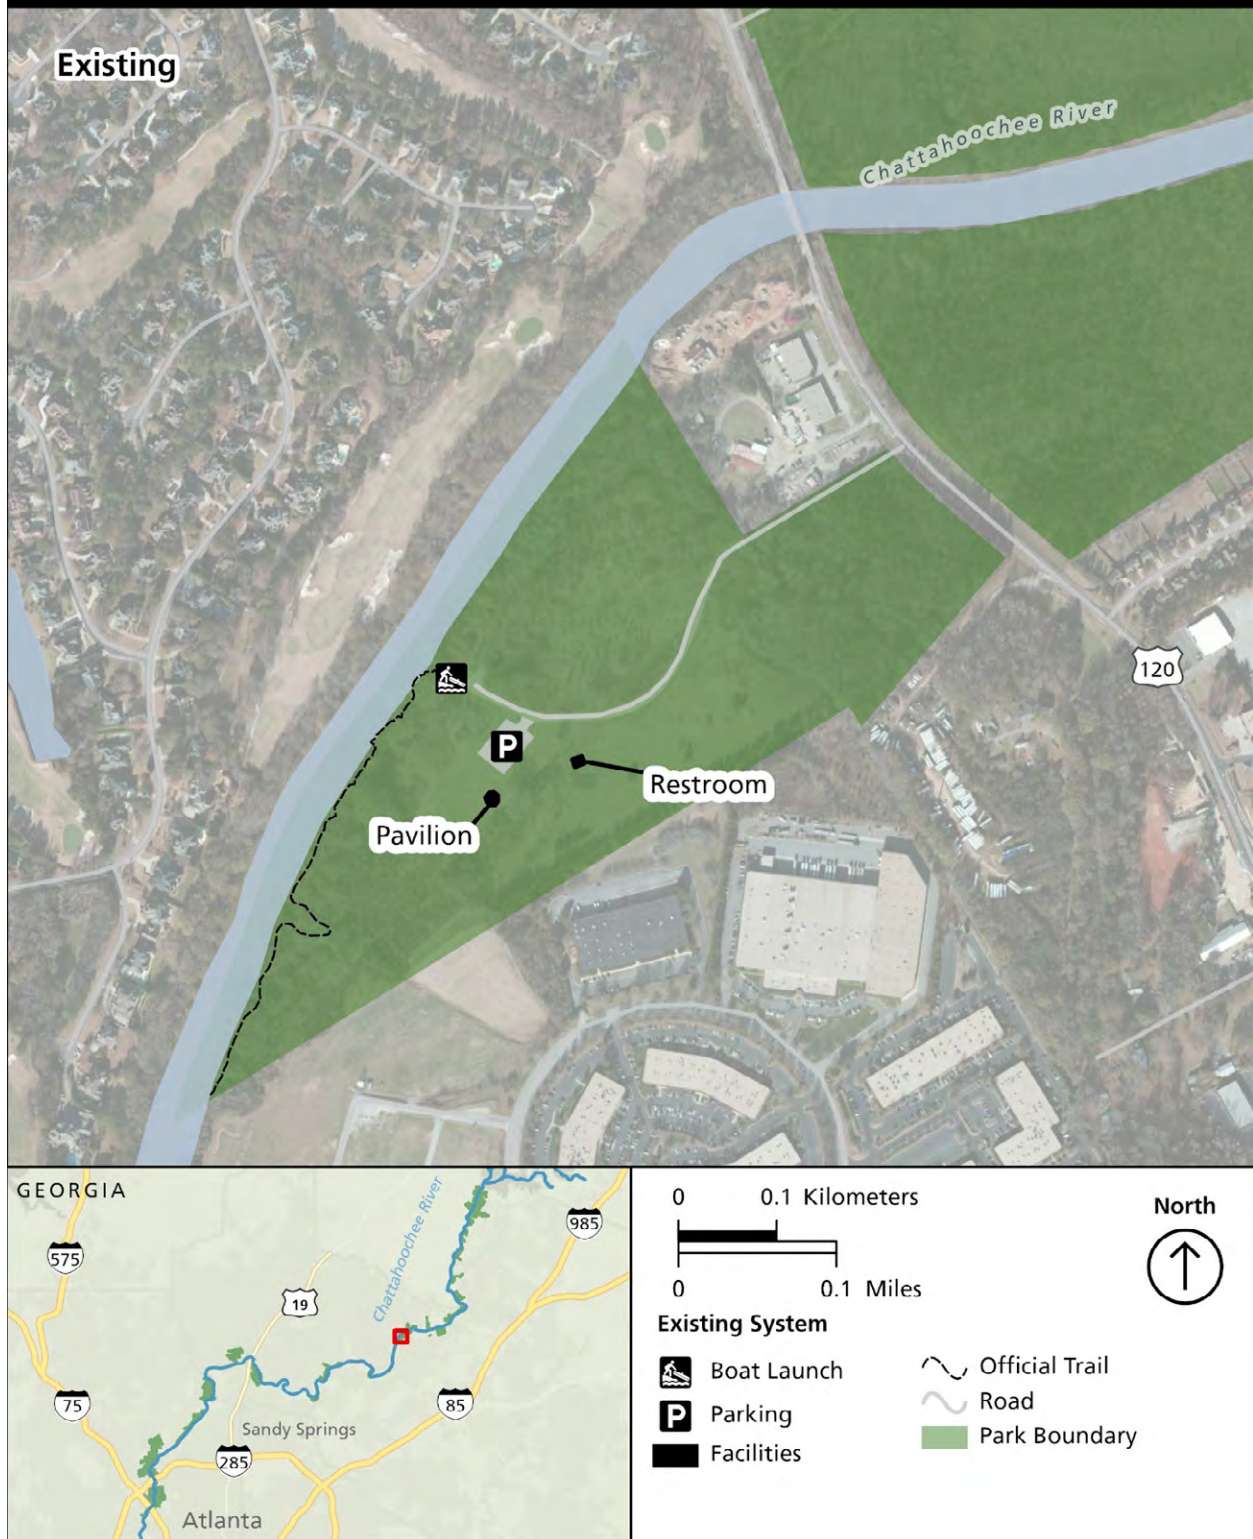 Existing
Chattahoochee River
120
P
Restroom
Pavilion
GEORGIA
Chattahoochee River
985
575
19
75
85
Sandy Springs
285
Atlanta
0 0.1 Kilometers
0 0.1 Miles
North
Existing System
Boat Launch
P Parking
Facilities
Official Trail
Road
Park Boundary